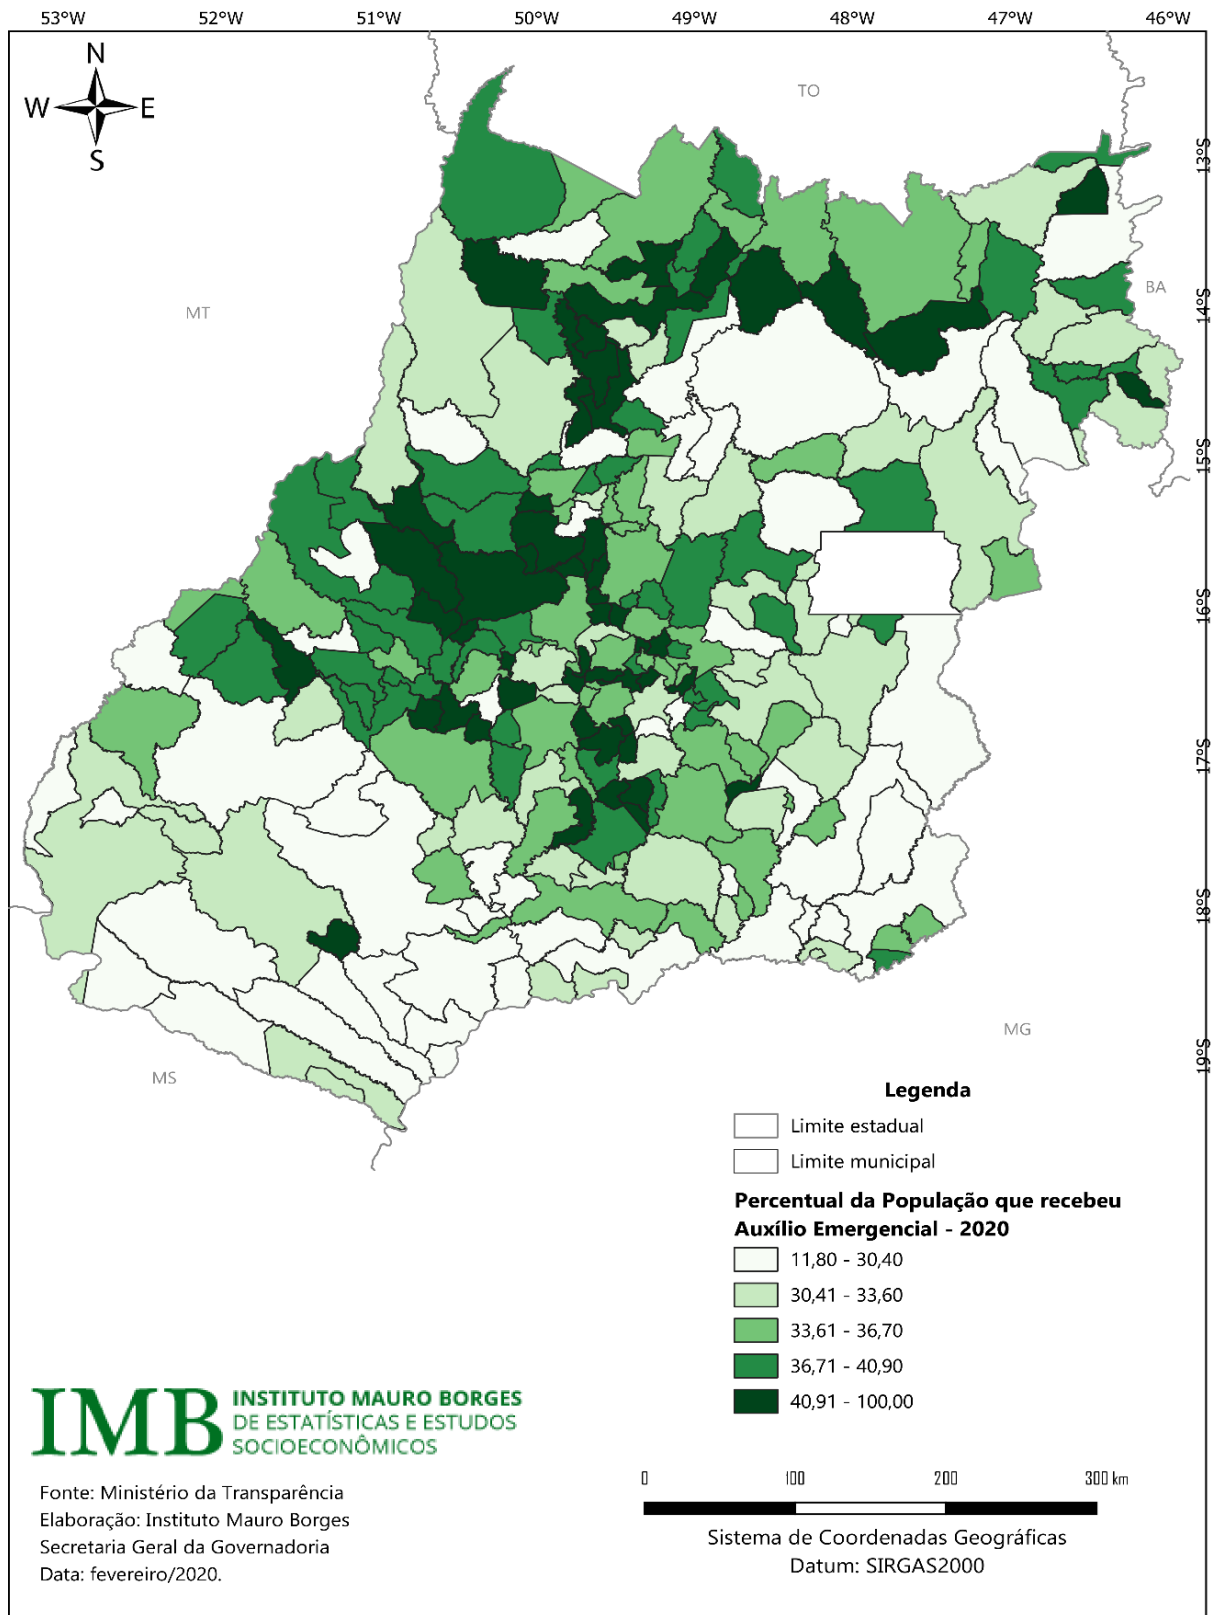 53°W 52°W 51°W 50°W 49°W 48°W 47°W 46°W
N
W E
S
TO
13°S
MT
BA
14°S
15°S
16°S
17°S
18°S
MG
19°S
MS
Legenda
Limite estadual
Limite municipal
Percentual da População que recebeu
Auxílio Emergencial - 2020
11,80 - 30,40
30,41 - 33,60
33,61 - 36,70
36,71 - 40,90
40,91 - 100,00
IMB
INSTITUTO MAURO BORGES
DE ESTATÍSTICAS E ESTUDOS
SOCIOECONÔMICOS
0 100 200 300 km
Sistema de Coordenadas Geográficas
Datum: SIRGAS2000
Fonte: Ministério da Transparência
Elaboração: Instituto Mauro Borges
Secretaria Geral da Governadoria
Data: fevereiro/2020.